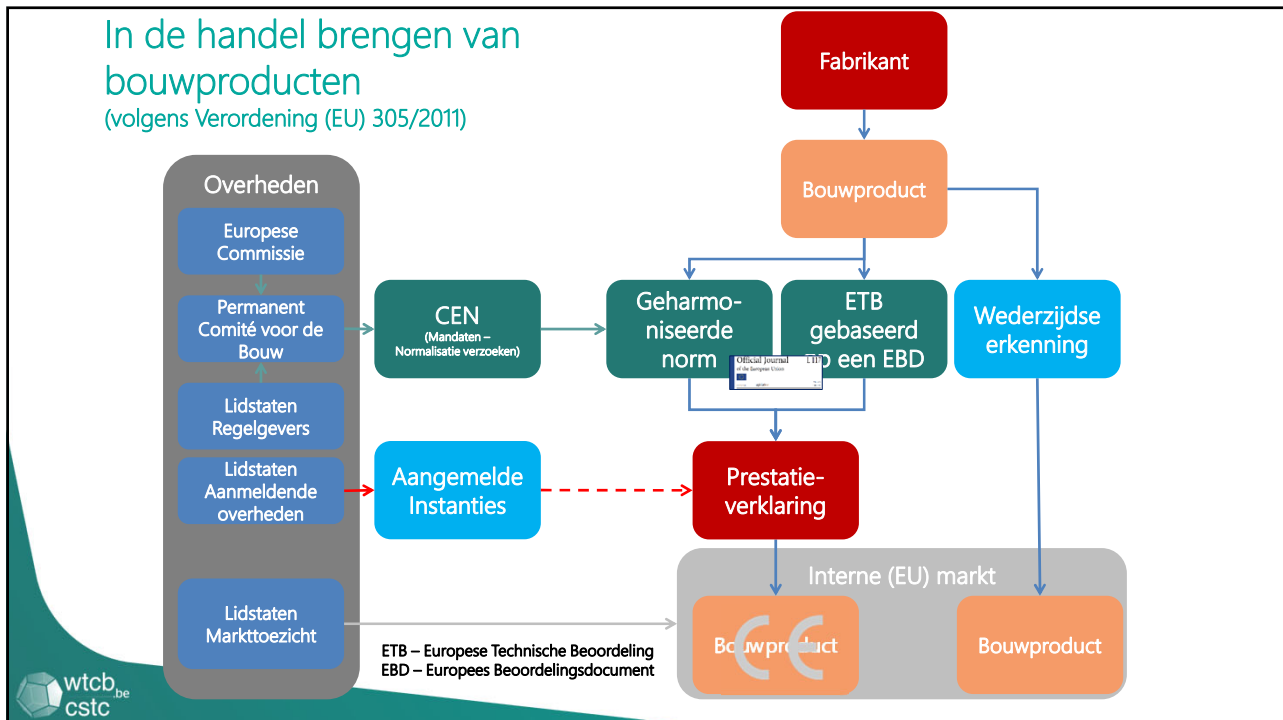 In de handel brengen van
bouwproducten
(volgens Verordening (EU) 305/2011)
Fabrikant
Bouwproduct
Overheden
Europese
Commissie
Permanent
Comité voor de
Bouw
Lidstaten
Regelgevers
Lidstaten
Aanmeldende
overheden
Lidstaten
Markttoezicht
CEN
(Mandaten –
Normalisatie verzoeken)
Geharmo-
niseerde
norm
ETB
gebaseerd
op een EBD
Official Journal
of the European Union
Wederzijdse
erkenning
Aangemelde
Instanties
Prestatie-
verklaring
Interne (EU) markt
Bouwproduct
CE
Bouwproduct
ETB – Europese Technische Beoordeling
EBD – Europees Beoordelingsdocument
wtcb.be
cstc